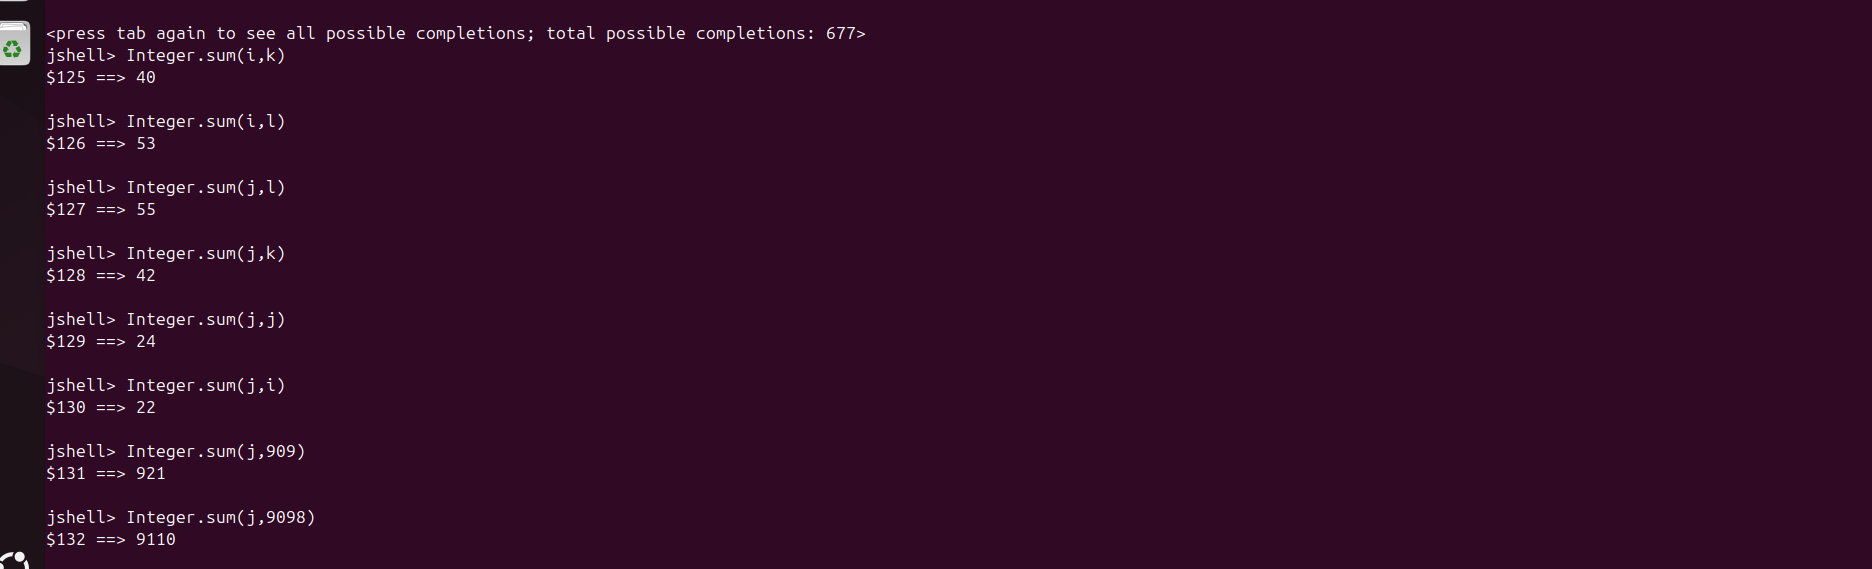 <press tab again to see all possible completions; total possible completions: 677>
jshell> Integer.sum(i,k)
$125 ==> 40
jshell> Integer.sum(i,l)
$126 ==> 53
jshell> Integer.sum(j,l)
$127 ==> 55
jshell> Integer.sum(j,k)
$128 ==> 42
jshell> Integer.sum(j,j)
$129 ==> 24
jshell> Integer.sum(j,i)
$130 ==> 22
jshell> Integer.sum(j,909)
$131 ==> 921
jshell> Integer.sum(j,9098)
$132 ==> 9110